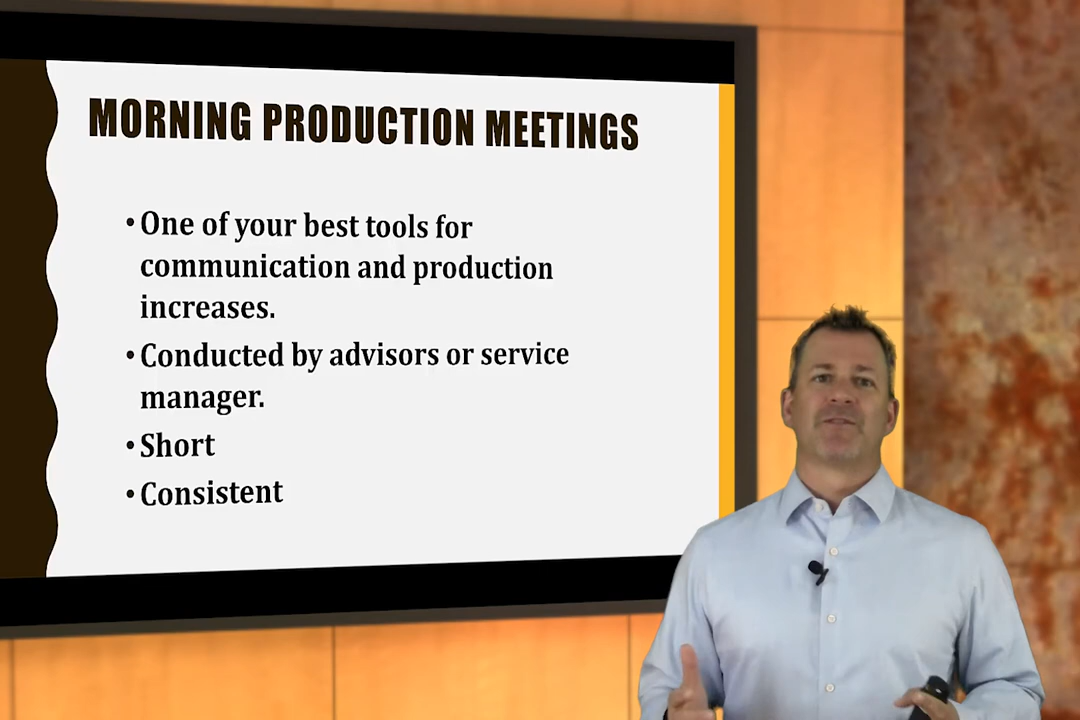 MORNING PRODUCTION MEETINGS
• One of your best tools for
communication and production
increases.
• Conducted by advisors or service
manager.
• Short
• Consistent